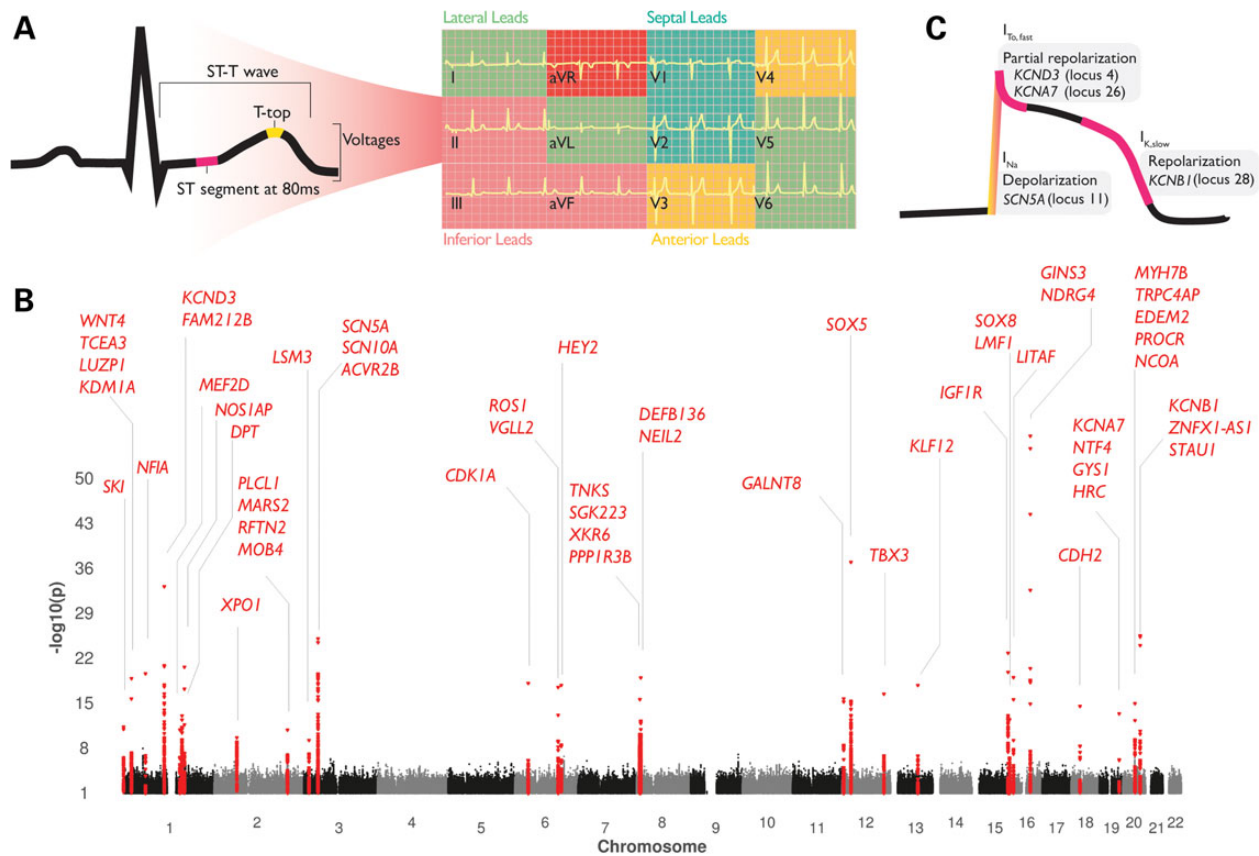 A
ST-T wave
T-top
Voltages
ST segment at 80ms
Lateral Leads
Septal Leads
I
aVR
V1
V4
II
aVL
V2
V5
III
aVF
V3
V6
Inferior Leads
Anterior Leads
C
I To, fast
Partial repolarization
KCND3 (locus 4)
KCNA7 (locus 26)
I K,slow
Repolarization
KCNB1 (locus 28)
I Na
Depolarization
SCN5A (locus 11)
B
WNT4
TCEA3
LUZP1
KDM1A
KCND3
FAM212B
MEF2D
NOS1AP
DPT
SKI
NFIA
PLCL1
MARS2
RFTN2
MOB4
XPO1
LSM3
SCN5A
SCN10A
ACVR2B
CDK1A
ROS1
VGLL2
HEY2
TNKS
SGK223
XKR6
PPP1R3B
DEFB136
NEIL2
GALNT8
SOX5
TBX3
KLF12
IGF1R
SOX8
LMF1
LITAF
GINS3
NDRG4
CDH2
KCNA7
NTF4
GYS1
HRC
MYH7B
TRPC4AP
EDEM2
PROCR
NCOA
KCNB1
ZNFX1-AS1
STAU1
-log10(p)
50
43
36
29
22
15
8
1
1 2 3 4 5 6 7 8 9 10 11 12 13 14 15 16 17 18 19 20 21 22
Chromosome